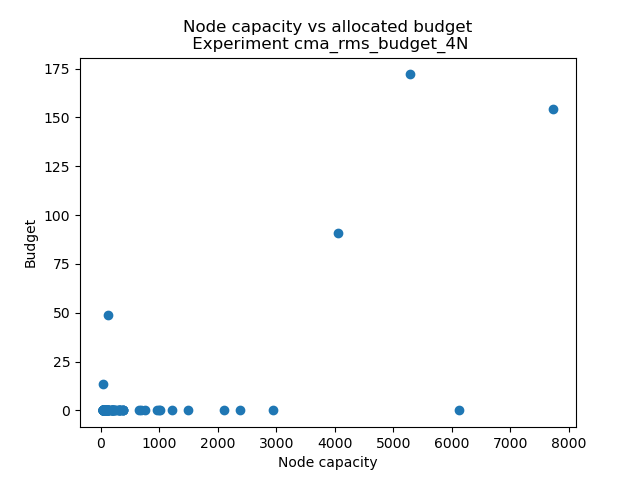 Node capacity vs allocated budget
Experiment cma_rms_budget_4N
175
150
125
100
75
50
25
0
Budget
0 1000 2000 3000 4000 5000 6000 7000 8000
Node capacity